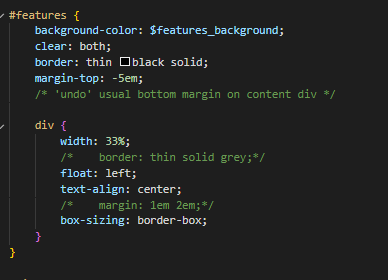 #features {
    background-color: $features_background;
    clear: both;
    border: thin black solid;
    margin-top: -5em;
    /* 'undo' usual bottom margin on content div */

    div {
        width: 33%;
        /*    border: thin solid grey;*/
        float: left;
        text-align: center;
        /*    margin: 1em 2em;*/
        box-sizing: border-box;
    }
}